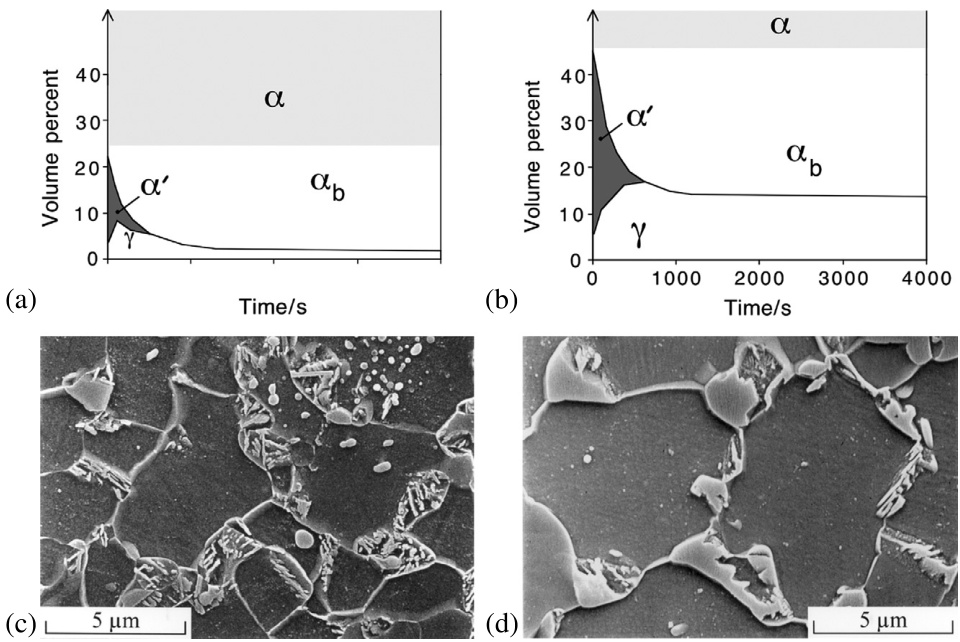 Volume percent
40
30
20
10
0
α
α′
α_b
γ
Time/s
(a)
Volume percent
40
30
20
10
0
α
α′
α_b
γ
0 1000 2000 3000 4000
Time/s
(b)
(c)
5 μm
(d)
5 μm